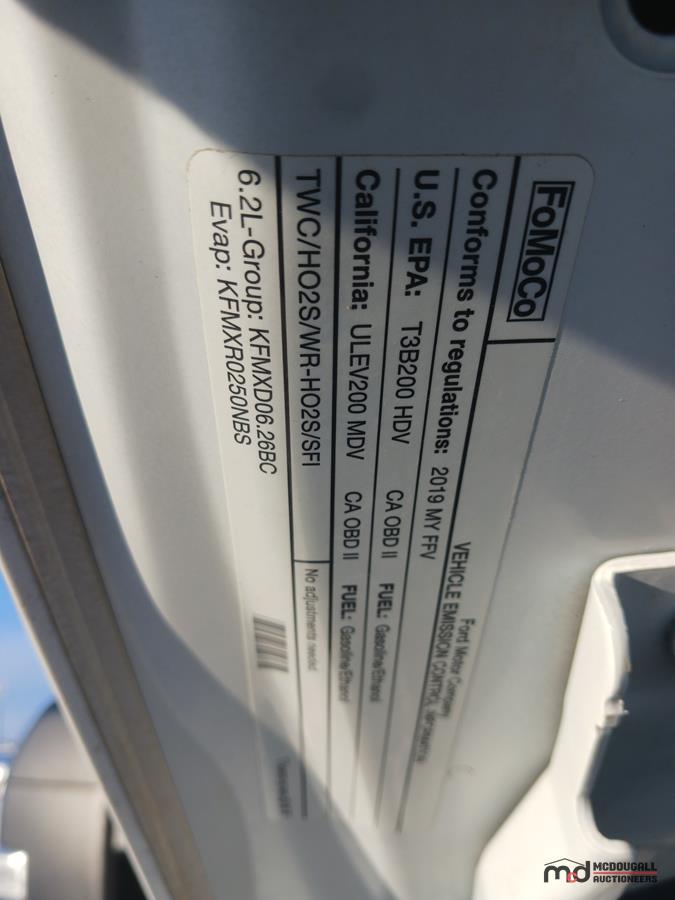 FoMoCo
Ford Motor Company
VEHICLE EMISSION CONTROL INFORMATION
Conforms to regulations: 2019 MY FFV
U.S. EPA: T3B200 HDV CA OBD II FUEL: Gasoline/Ethanol
California: ULEV200 MDV CA OBD II FUEL: Gasoline/Ethanol
TWC/HO2S/WR-HO2S/SFI No adjustments needed
6.2L-Group: KFMXD06.26BC
Evap: KFMXR0250NBS
md MCDOUGALL
AUCTIONEERS